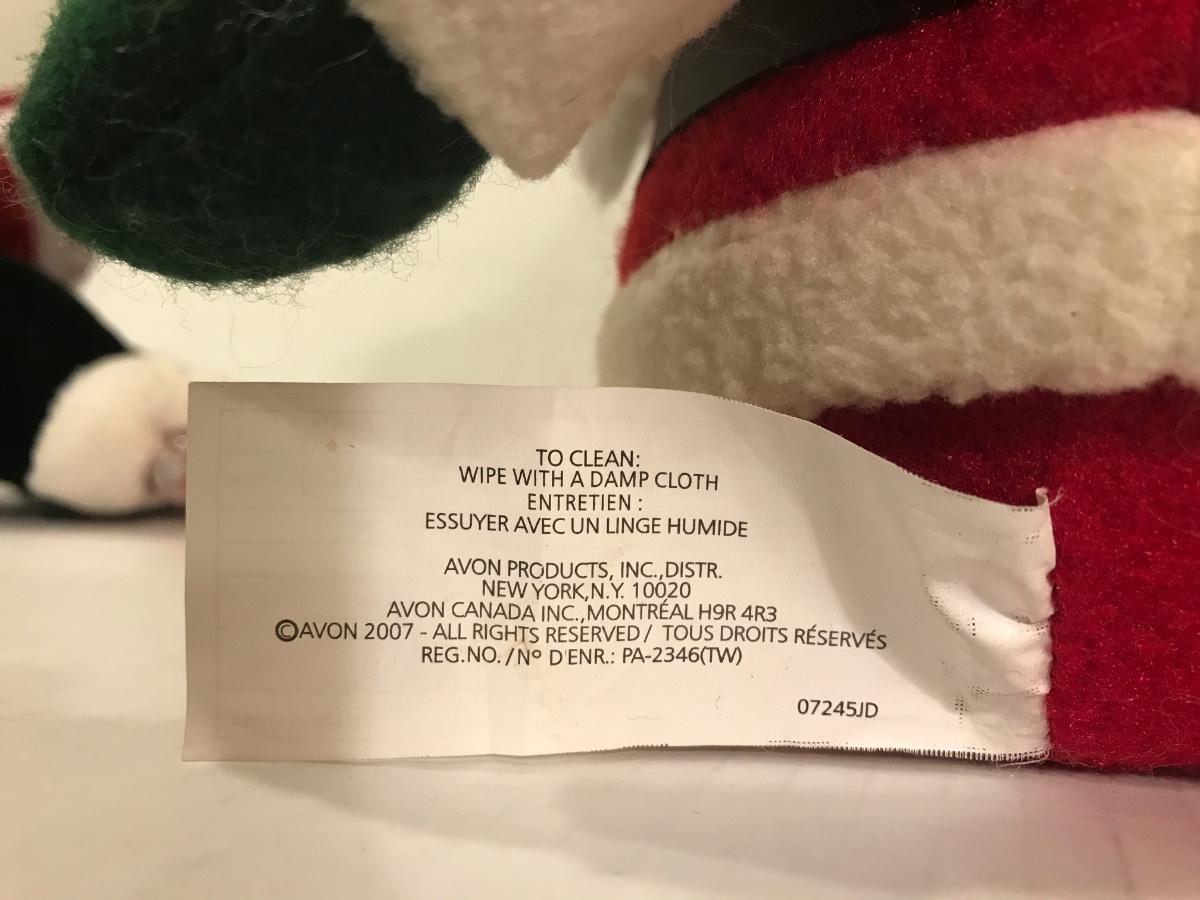 TO CLEAN:
WIPE WITH A DAMP CLOTH
ENTRETIEN :
ESSUYER AVEC UN LINGE HUMIDE
AVON PRODUCTS, INC.,DISTR.
NEW YORK,N.Y. 10020
AVON CANADA INC.,MONTRÉAL H9R 4R3
©AVON 2007 - ALL RIGHTS RESERVED / TOUS DROITS RÉSERVÉS
REG.NO. /Nº D'ENR.: PA-2346(TW)
07245JD